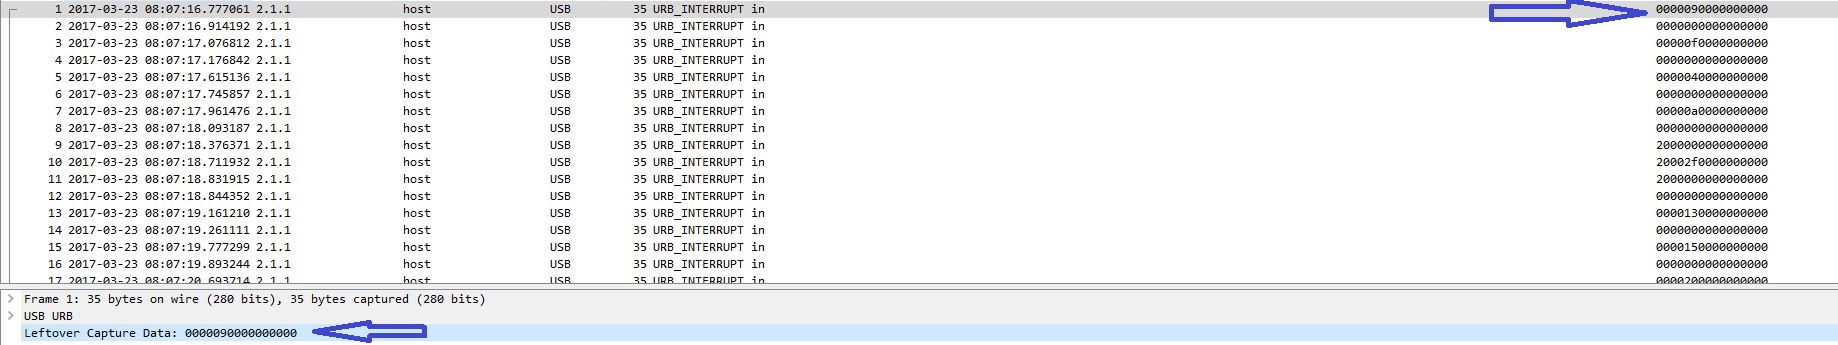 1 2017-03-23 08:07:16.777061 2.1.1 host USB 35 URB_INTERRUPT in 0000090000000000
2 2017-03-23 08:07:16.914192 2.1.1 host USB 35 URB_INTERRUPT in 0000000000000000
3 2017-03-23 08:07:17.076812 2.1.1 host USB 35 URB_INTERRUPT in 00000f0000000000
4 2017-03-23 08:07:17.176842 2.1.1 host USB 35 URB_INTERRUPT in 0000000000000000
5 2017-03-23 08:07:17.615136 2.1.1 host USB 35 URB_INTERRUPT in 0000040000000000
6 2017-03-23 08:07:17.745857 2.1.1 host USB 35 URB_INTERRUPT in 0000000000000000
7 2017-03-23 08:07:17.961476 2.1.1 host USB 35 URB_INTERRUPT in 00000a0000000000
8 2017-03-23 08:07:18.093187 2.1.1 host USB 35 URB_INTERRUPT in 0000000000000000
9 2017-03-23 08:07:18.376371 2.1.1 host USB 35 URB_INTERRUPT in 2000000000000000
10 2017-03-23 08:07:18.711932 2.1.1 host USB 35 URB_INTERRUPT in 20002f0000000000
11 2017-03-23 08:07:18.831915 2.1.1 host USB 35 URB_INTERRUPT in 2000000000000000
12 2017-03-23 08:07:18.844352 2.1.1 host USB 35 URB_INTERRUPT in 0000000000000000
13 2017-03-23 08:07:19.161210 2.1.1 host USB 35 URB_INTERRUPT in 0000130000000000
14 2017-03-23 08:07:19.261111 2.1.1 host USB 35 URB_INTERRUPT in 0000000000000000
15 2017-03-23 08:07:19.777299 2.1.1 host USB 35 URB_INTERRUPT in 0000150000000000
16 2017-03-23 08:07:19.893244 2.1.1 host USB 35 URB_INTERRUPT in 0000000000000000
17 2017-03-23 08:07:20.693714 2.1.1 host USB 35 URB_INTERRUPT in 0000200000000000
Frame 1: 35 bytes on wire (280 bits), 35 bytes captured (280 bits)
USB URB
Leftover Capture Data: 0000090000000000